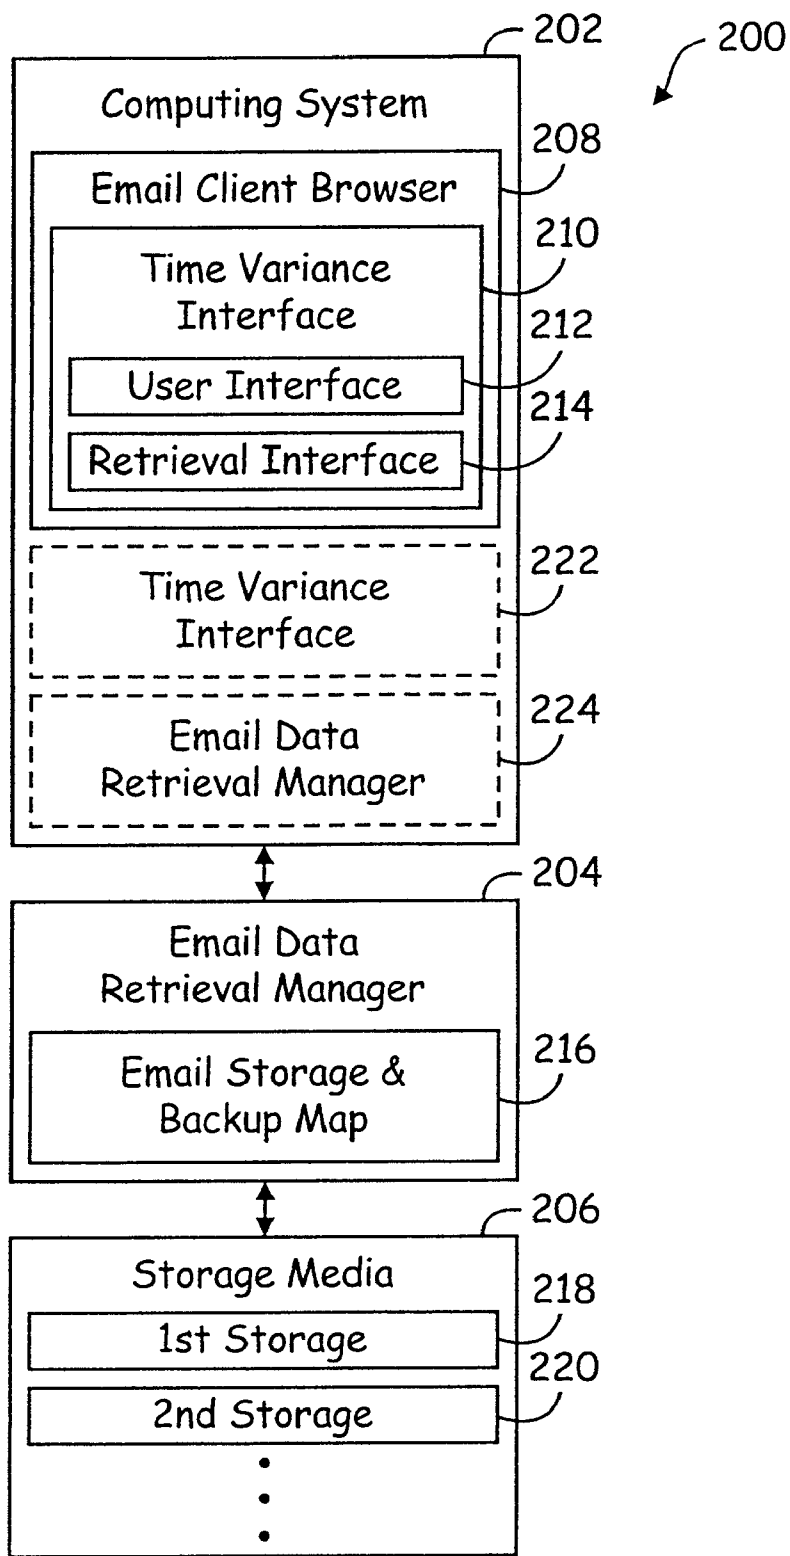 202
200
Computing System
208
Email Client Browser
210
Time Variance
Interface
212
User Interface
214
Retrieval Interface
222
Time Variance
Interface
224
Email Data
Retrieval Manager
204
Email Data
Retrieval Manager
216
Email Storage &
Backup Map
206
Storage Media
218
1st Storage
220
2nd Storage